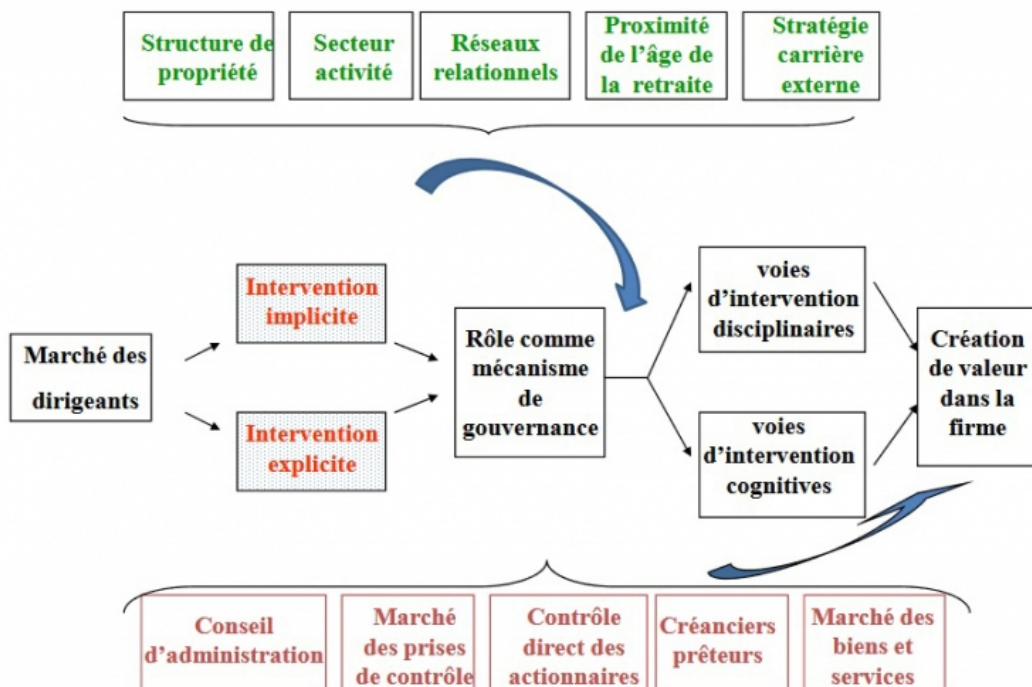 Structure de
propriété
Secteur
activité
Réseaux
relationnels
Proximité
de l'âge de
la retraite
Stratégie
carrière
externe
Intervention
implicite
Marché des
dirigeants
Intervention
explicite
Rôle comme
mécanisme
de
gouvernance
voies
d'intervention
disciplinaires
voies
d'intervention
cognitives
Création
de valeur
dans la
firme
Conseil
d'administration
Marché
des prises
de contrôle
Contrôle
direct des
actionnaires
Créanciers
prêteurs
Marché des
biens et
services